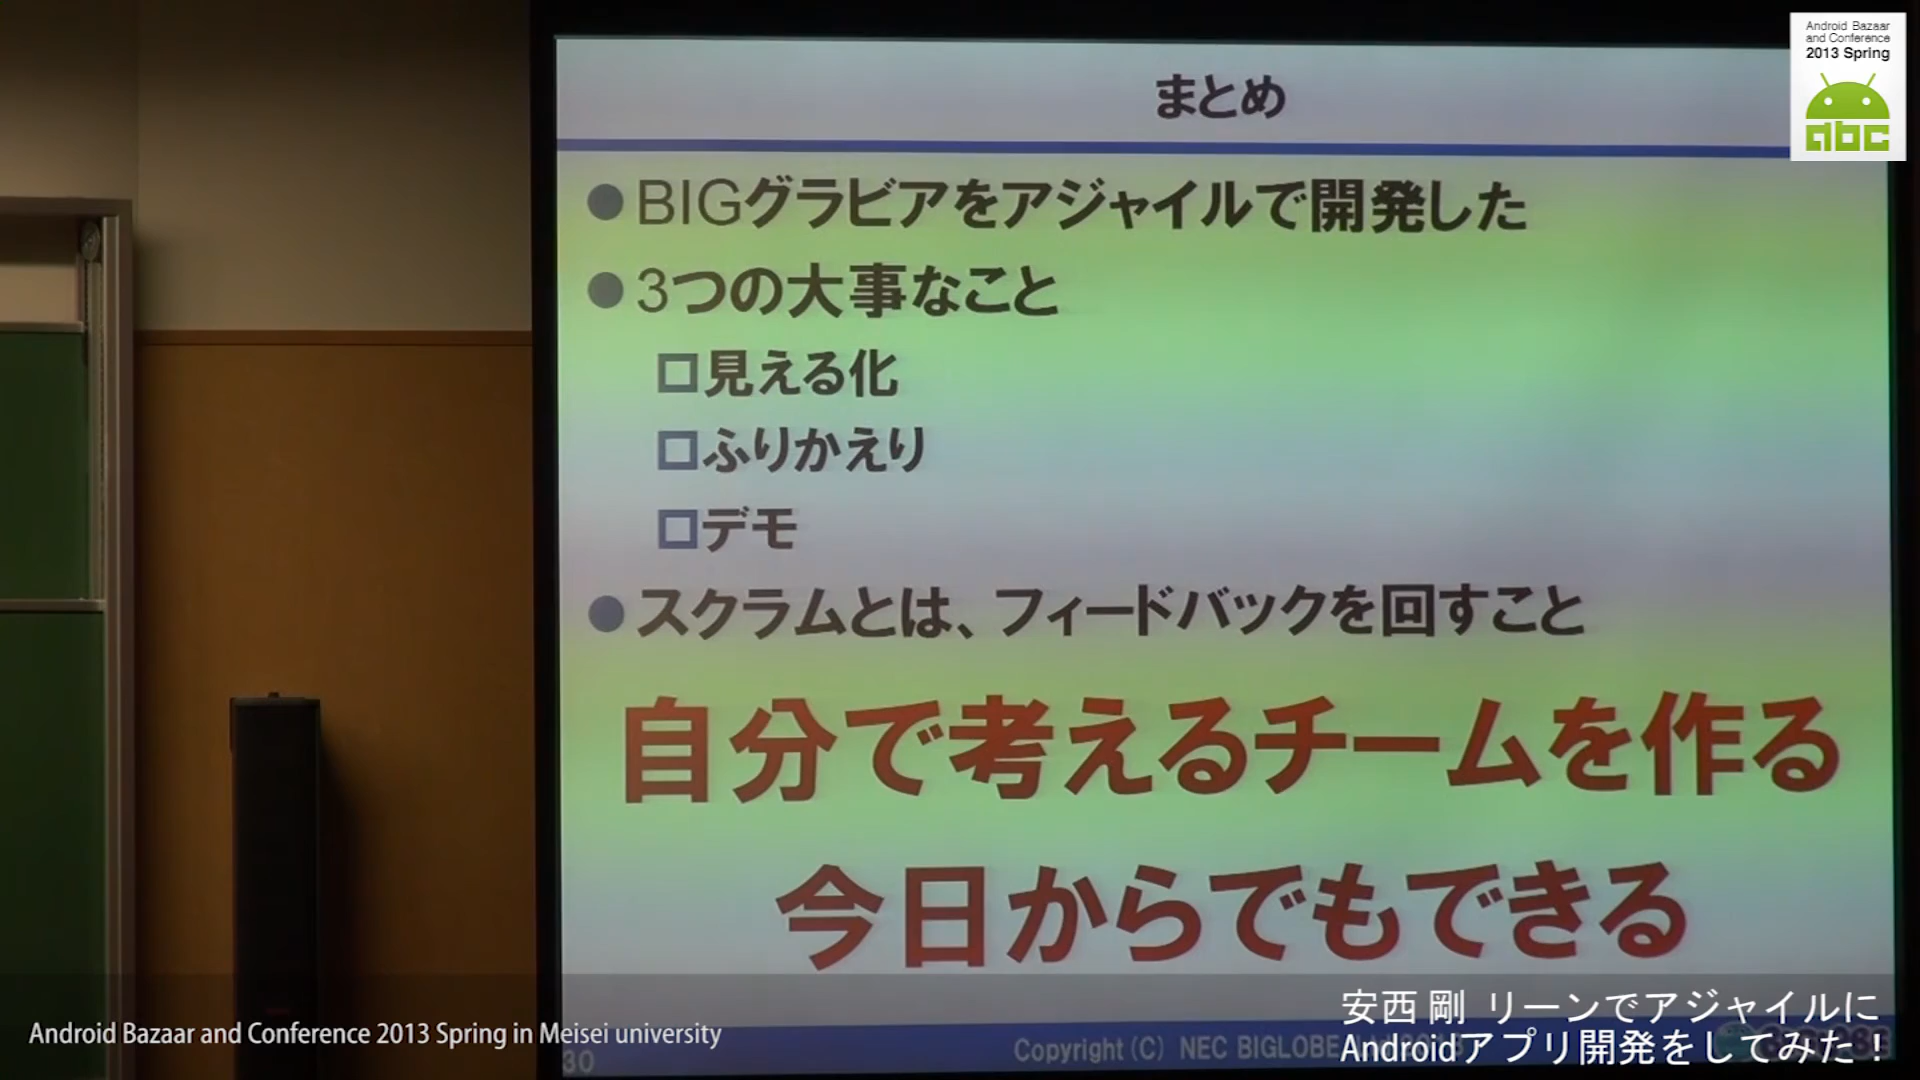 Android Bazaar
and Conference
2013 Spring
abc
まとめ
BIGグラビアをアジャイルで開発した
3つの大事なこと
見える化
ふりかえり
デモ
スクラムとは、フィードバックを回すこと
自分で考えるチームを作る
今日からでもできる
安西 剛 リーンでアジャイルに
Androidアプリ開発をしてみた！
Android Bazaar and Conference 2013 Spring in Meisei university
30
Copyright (C) NEC BIGLOBE